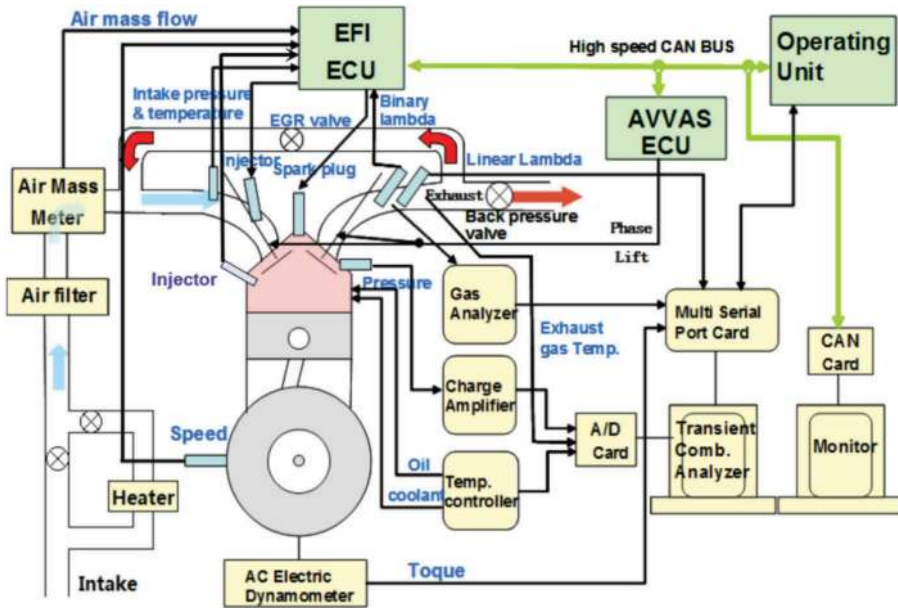 Air mass flow
EFI
ECU
High speed CAN BUS
Operating
Unit
Intake pressure
& temperature
EGR valve
Binary
lambda
AVVAS
ECU
Injector
Spark plug
Linear Lambda
Air Mass
Meter
Exhaust
Back pressure
valve
Phase
Lift
Injector
Pressure
Air filter
Gas
Analyzer
Exhaust
gas Temp.
Multi Serial
Port Card
CAN
Card
Charge
Amplifier
Speed
A/D
Card
Transient
Comb.
Analyzer
Monitor
Oil
coolant
Temp.
controller
Heater
Intake
AC Electric
Dynamometer
Toque